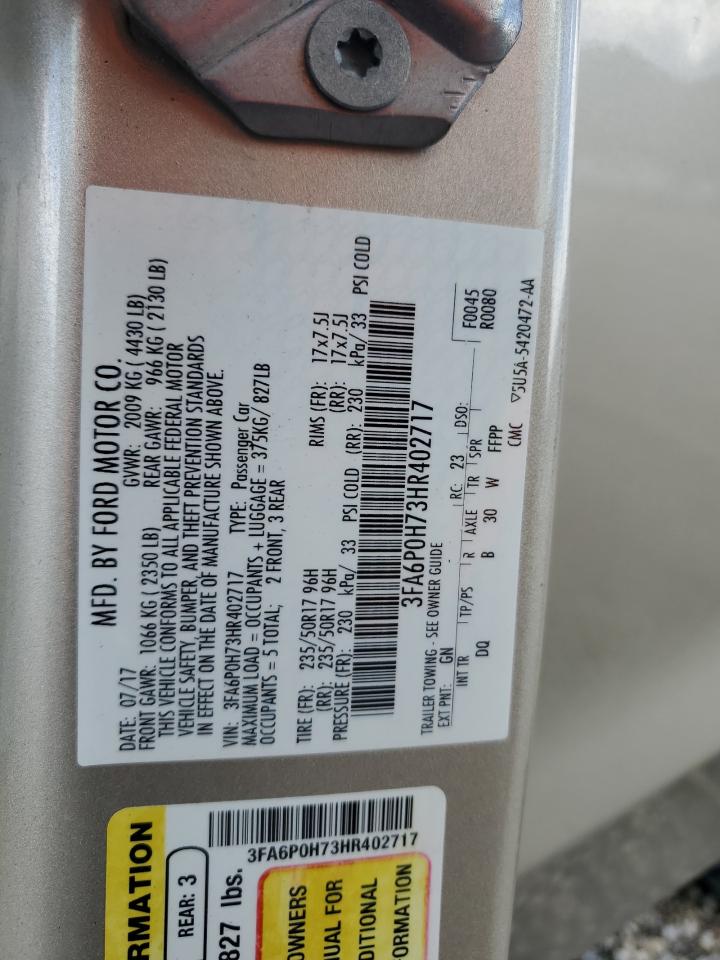 MFD. BY FORD MOTOR CO.
DATE: 07/17 GVWR: 2009 KG ( 4430 LB)
FRONT GAWR: 1066 KG (2350 LB) REAR GAWR: 966 KG ( 2130 LB)
THIS VEHICLE CONFORMS TO ALL APPLICABLE FEDERAL MOTOR
VEHICLE SAFETY, BUMPER, AND THEFT PREVENTION STANDARDS
IN EFFECT ON THE DATE OF MANUFACTURE SHOWN ABOVE.
VIN: 3FA6P0H73HR402717 TYPE: Passenger Car
MAXIMUM LOAD = OCCUPANTS + LUGGAGE = 375KG/ 827LB
OCCUPANTS = 5 TOTAL; 2 FRONT, 3 REAR
TIRE (FR): 235/50R17 96H RIMS (FR): 17x7.5J
(RR): 235/50R17 96H (RR): 17x7.5J
PRESSURE (FR): 230 kPa/ 33 PSI COLD (RR): 230 kPa/ 33 PSI COLD
3FA6P0H73HR402717
TRAILER TOWING - SEE OWNER GUIDE
EXT PNT: GN RC: 23 DSO: F0045
R0080
INT TR TP/PS R AXLE TR SPR
DQ B 30 W FFPP
CMC ▽5U5A-5420472-AA
RMATION
REAR: 3
827 lbs.
3FA6P0H73HR402717
OWNERS
NUAL FOR
DITIONAL
ORMATION